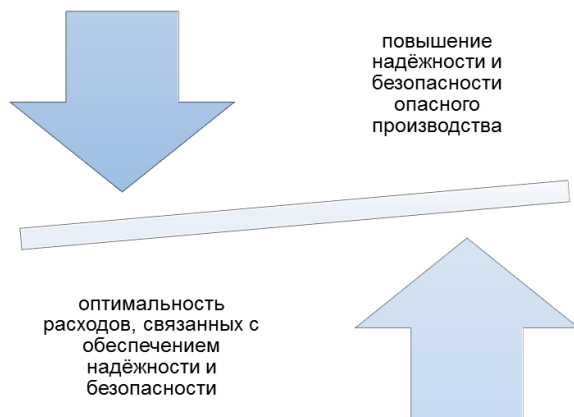 повышение
надёжности и
безопасности
опасного
производства
оптимальность
расходов, связанных с
обеспечением
надёжности и
безопасности